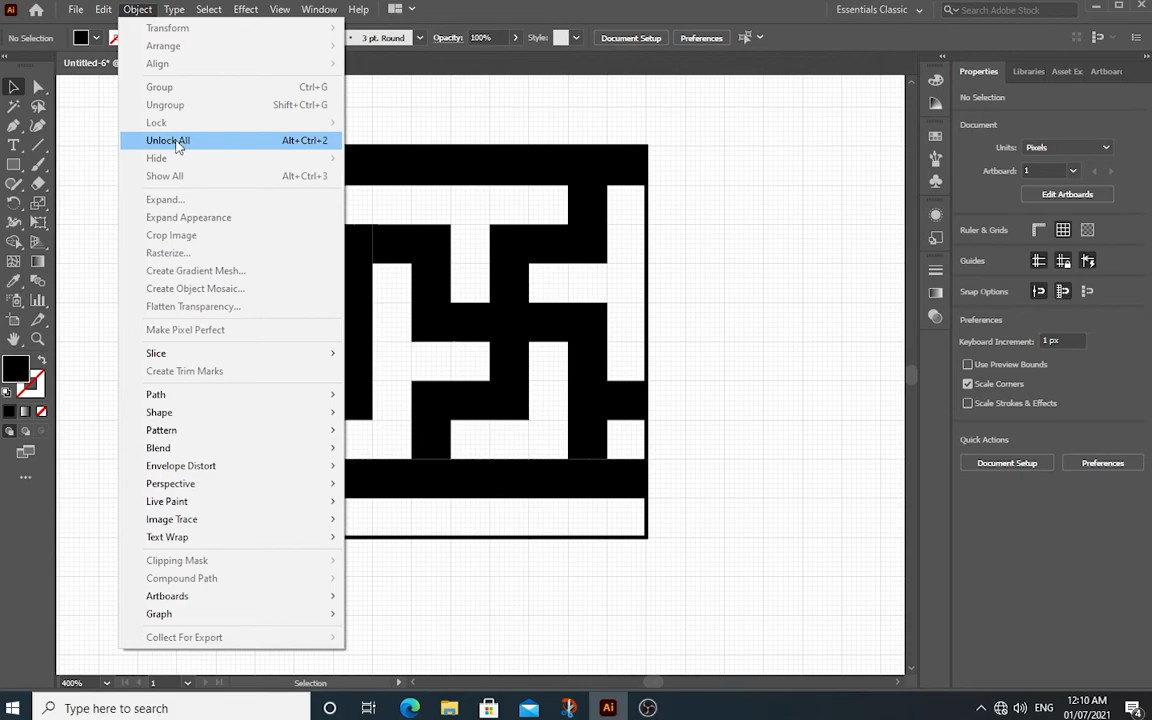 Ai
Object
File Edit Type Select Effect View Window Help
Essentials Classic
Search Adobe Stock
No Selection
3 pt. Round
Opacity: 100%
Style:
Document Setup
Preferences
Untitled-6* @
Transform
Arrange
Align
Group Ctrl+G
Ungroup Shift+Ctrl+G
Lock
Unlock All Alt+Ctrl+2
Hide
Show All Alt+Ctrl+3
Expand...
Expand Appearance
Crop Image
Rasterize...
Create Gradient Mesh...
Create Object Mosaic...
Flatten Transparency...
Make Pixel Perfect
Slice
Create Trim Marks
Path
Shape
Pattern
Blend
Envelope Distort
Perspective
Live Paint
Image Trace
Text Wrap
Clipping Mask
Compound Path
Artboards
Graph
Collect For Export
Properties Libraries Asset Ex Artboar
No Selection
Document
Units: Pixels
Artboard: 1
Edit Artboards
Ruler & Grids
Guides
Snap Options
Preferences
Keyboard Increment: 1 px
Use Preview Bounds
Scale Corners
Scale Strokes & Effects
Quick Actions
Document Setup Preferences
400% 1 Selection
Type here to search
Ai
ENG
12:10 AM
01/07/2021
4